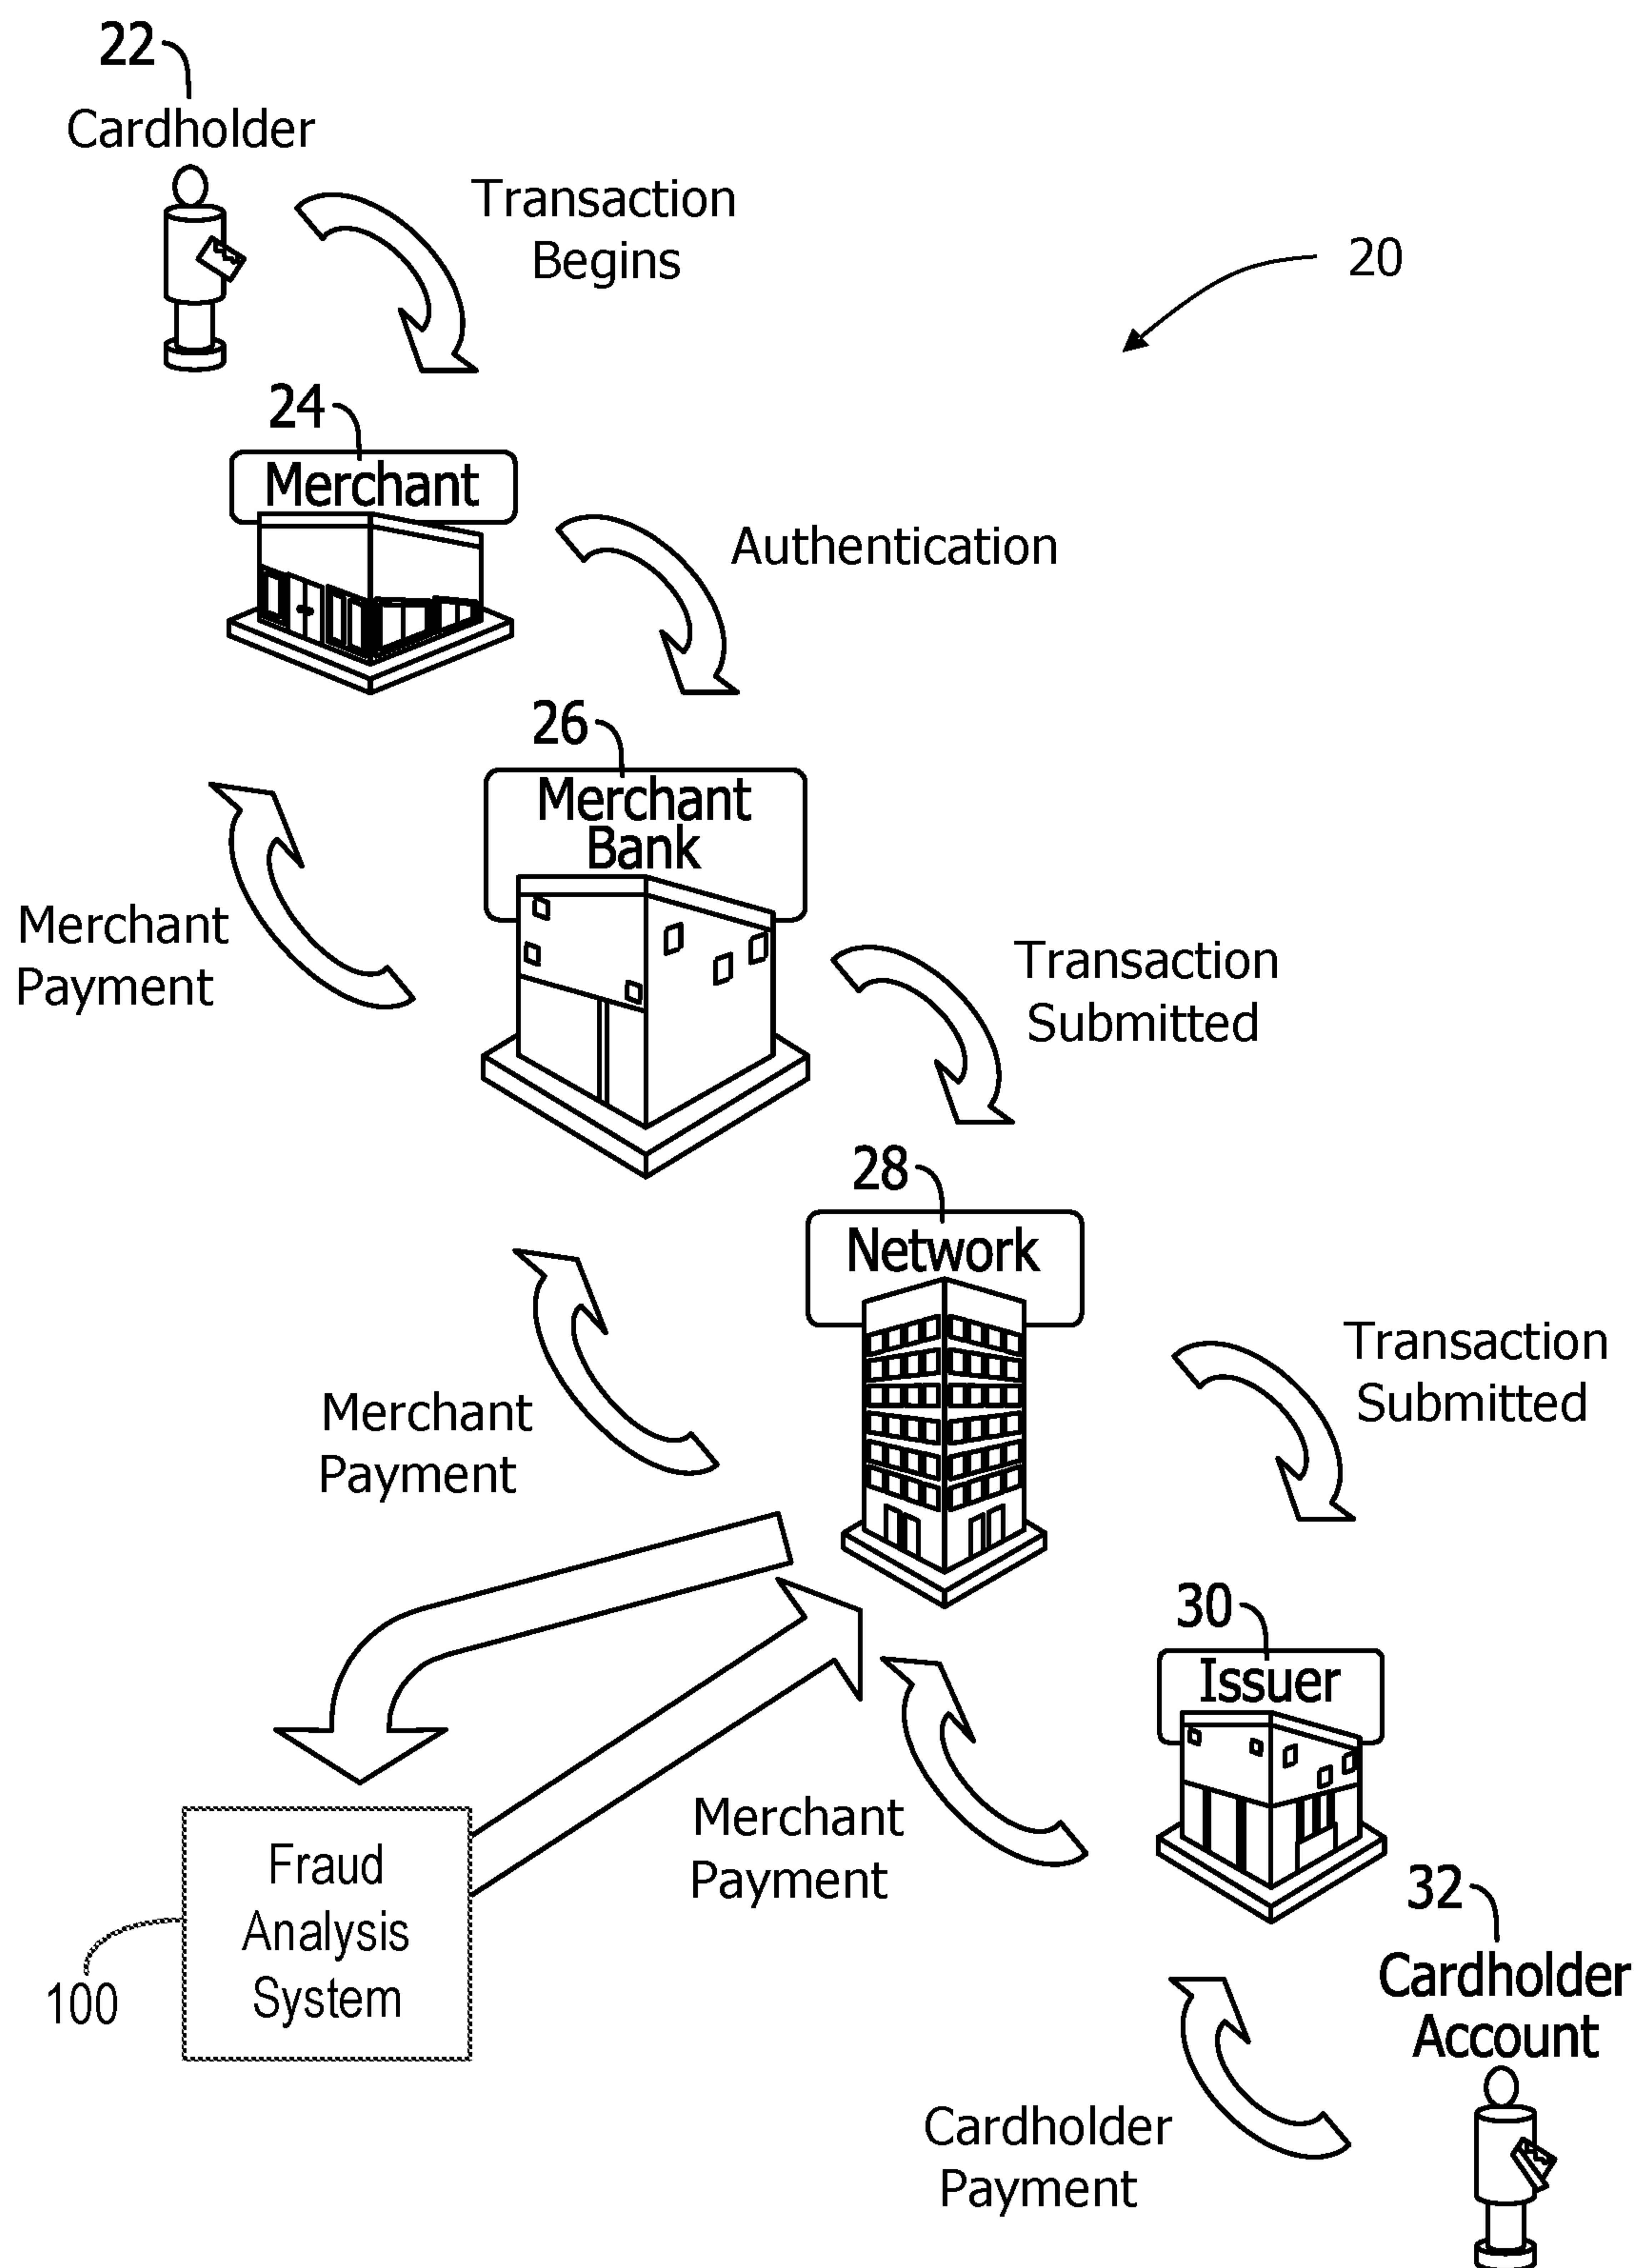 22
Cardholder
Transaction
Begins
20
24
Merchant
Authentication
26
Merchant
Bank
Merchant
Payment
Transaction
Submitted
28
Network
Merchant
Payment
Transaction
Submitted
30
Issuer
Merchant
Payment
Fraud
Analysis
System
100
32
Cardholder
Account
Cardholder
Payment